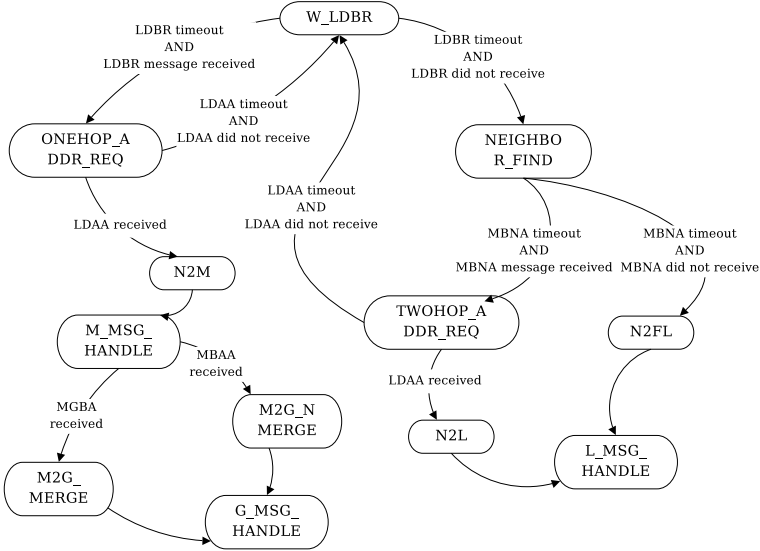 W_LDBR
LDBR timeout
AND
LDBR message received
LDBR timeout
AND
LDBR did not receive
LDAA timeout
AND
LDAA did not receive
ONEHOP_A
DDR_REQ
NEIGHBO
R_FIND
LDAA timeout
AND
LDAA did not receive
LDAA received
MBNA timeout
AND
MBNA message received
MBNA timeout
AND
MBNA did not receive
N2M
TWOHOP_A
DDR_REQ
N2FL
M_MSG_
HANDLE
MBAA
received
LDAA received
MGBA
received
M2G_N
MERGE
N2L
L_MSG_
HANDLE
M2G_
MERGE
G_MSG_
HANDLE